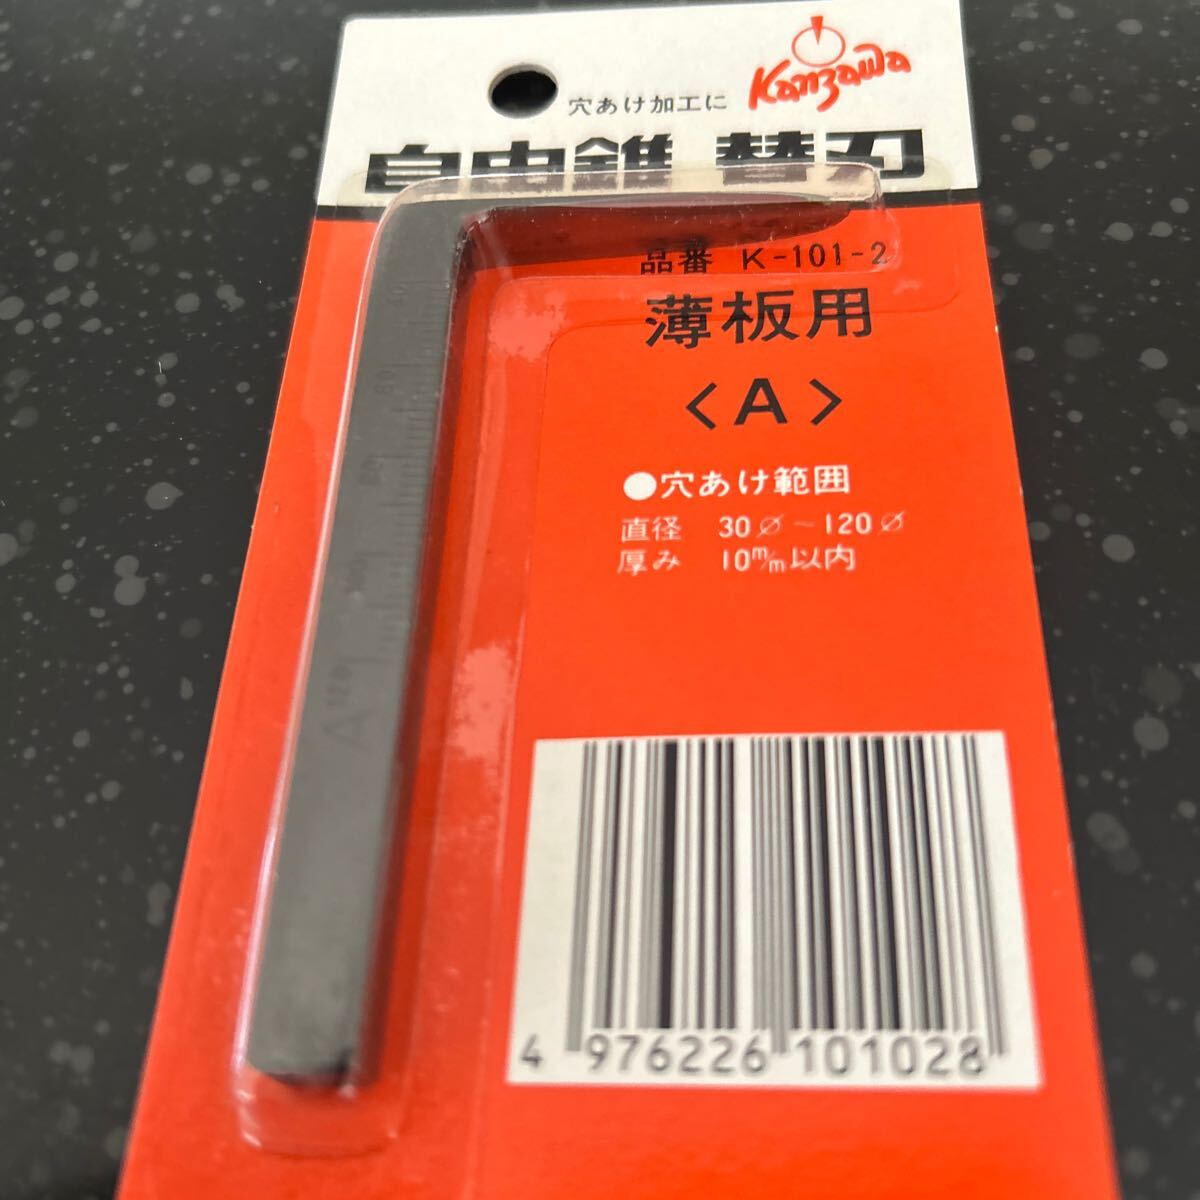 Kanzawa
穴あけ加工に
自由錐 替刃
品番 K-101-2
薄板用
<A>
●穴あけ範囲
直径 30∅～120∅
厚み 10m/m以内
A120
4 976226 101028